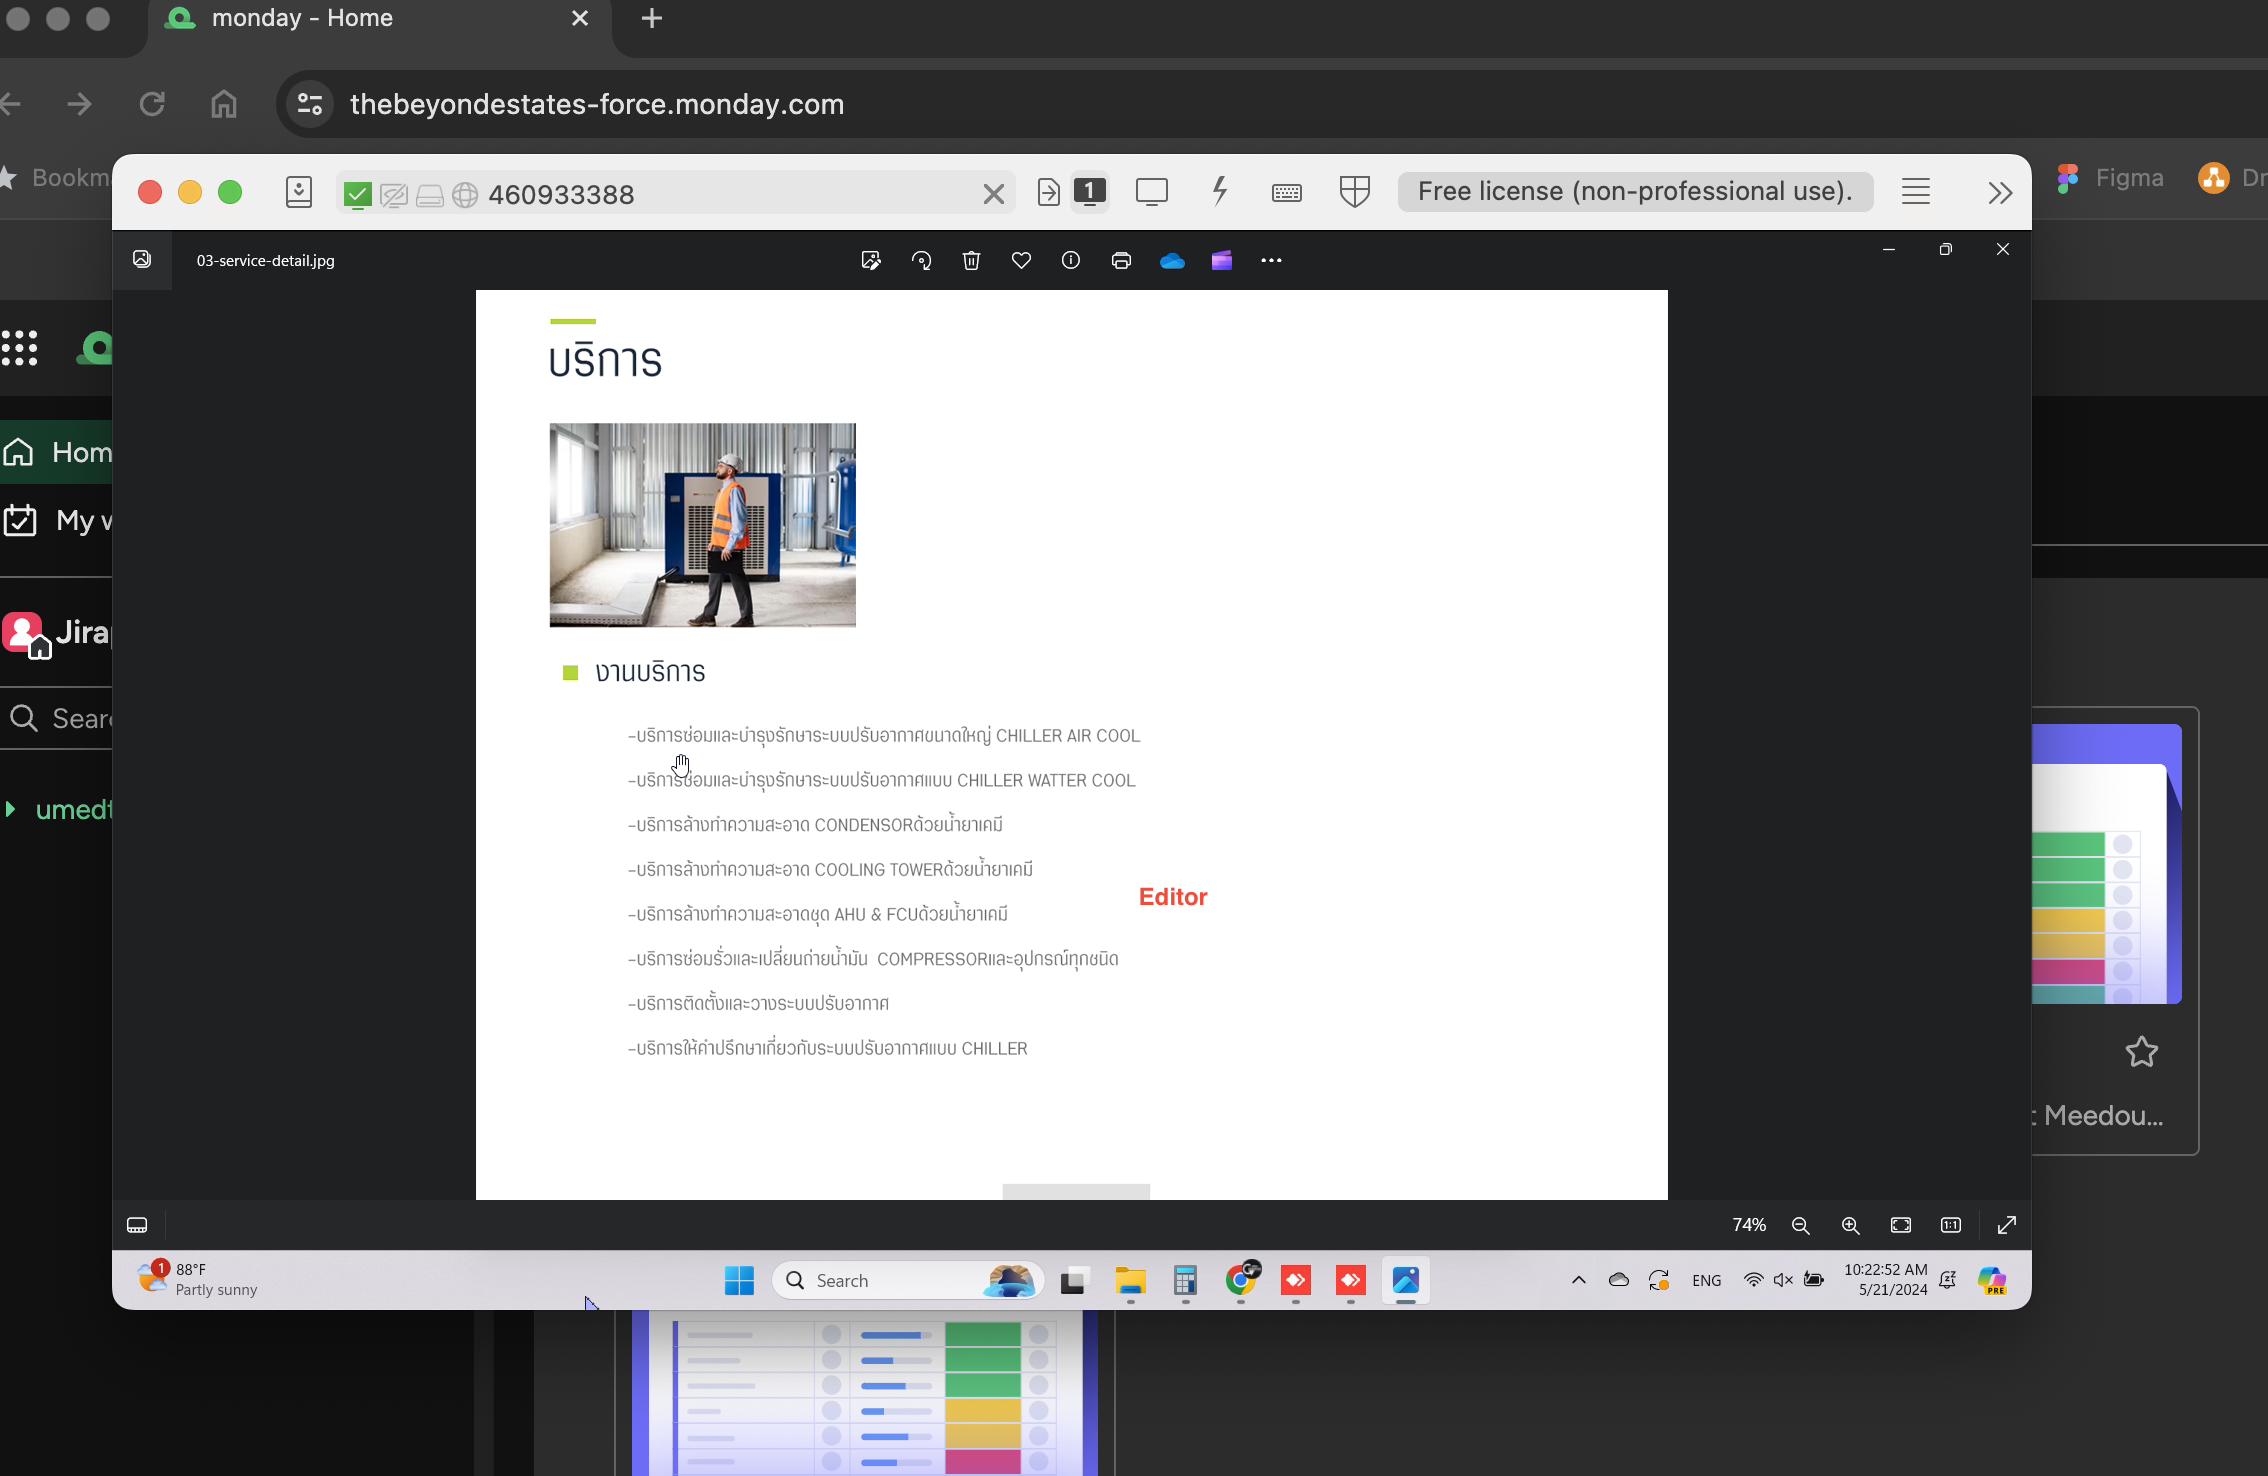 monday - Home
thebeyondestates-force.monday.com
Figma
460933388
1
Free license (non-professional use).
03-service-detail.jpg
บริการ
งานบริการ
-บริการซ่อมและบำรุงรักษาระบบปรับอากาศขนาดใหญ่ CHILLER AIR COOL
-บริการซ่อมและบำรุงรักษาระบบปรับอากาศแบบ CHILLER WATTER COOL
-บริการล้างทำความสะอาด CONDENSORด้วยน้ำยาเคมี
-บริการล้างทำความสะอาด COOLING TOWERด้วยน้ำยาเคมี
Editor
-บริการล้างทำความสะอาดชุด AHU & FCUด้วยน้ำยาเคมี
-บริการซ่อมรั่วและเปลี่ยนถ่ายน้ำมัน COMPRESSORและอุปกรณ์ทุกชนิด
-บริการติดตั้งและวางระบบปรับอากาศ
-บริการให้คำปรึกษาเกี่ยวกับระบบปรับอากาศแบบ CHILLER
My
Meedou...
74%
1:1
1
88°F
Partly sunny
Search
ENG
10:22:52 AM
5/21/2024
PRE